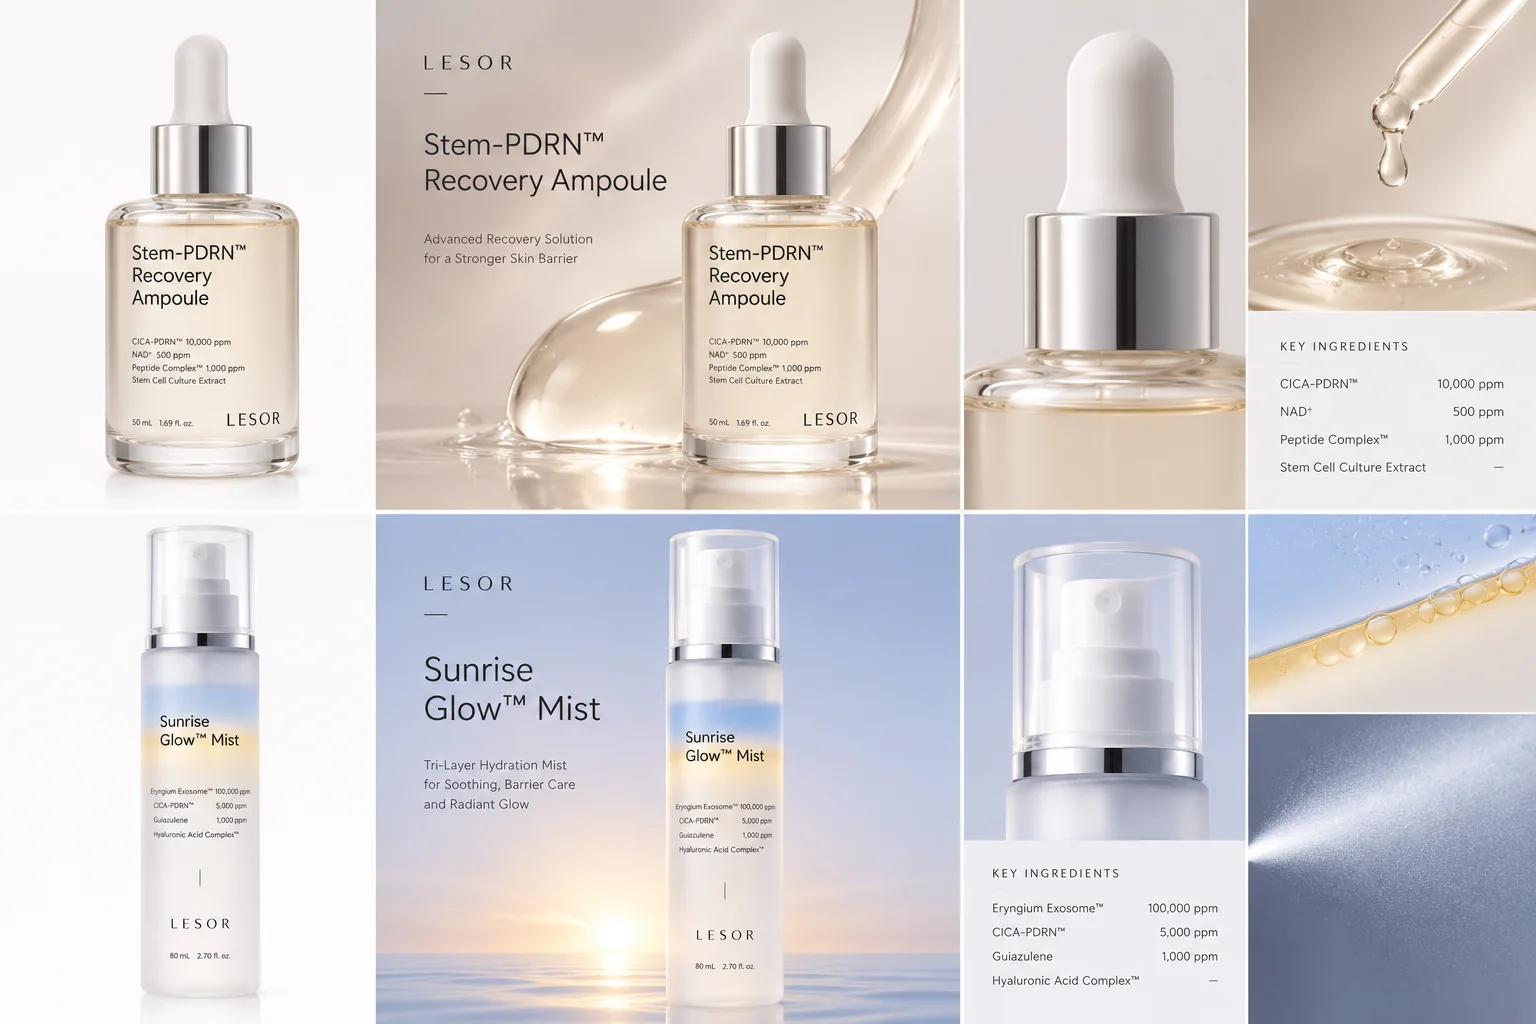 Stem-PDRN™
Recovery
Ampoule
CICA-PDRN™ 10,000 ppm
NAD⁺ 500 ppm
Peptide Complex™ 1,000 ppm
Stem Cell Culture Extract
50 mL 1.69 fl. oz.
LESOR
LESOR
Stem-PDRN™
Recovery Ampoule
Advanced Recovery Solution
for a Stronger Skin Barrier
Stem-PDRN™
Recovery
Ampoule
CICA-PDRN™ 10,000 ppm
NAD⁺ 500 ppm
Peptide Complex™ 1,000 ppm
Stem Cell Culture Extract
50 mL 1.69 fl. oz.
LESOR
KEY INGREDIENTS
CICA-PDRN™ 10,000 ppm
NAD⁺ 500 ppm
Peptide Complex™ 1,000 ppm
Stem Cell Culture Extract —
Sunrise
Glow™ Mist
Eryngium Exosome™ 100,000 ppm
CICA-PDRN™ 5,000 ppm
Guiazulene 1,000 ppm
Hyaluronic Acid Complex™
LESOR
80 mL 2.70 fl. oz.
LESOR
Sunrise
Glow™ Mist
Tri-Layer Hydration Mist
for Soothing, Barrier Care
and Radiant Glow
Sunrise
Glow™ Mist
Eryngium Exosome™ 100,000 ppm
CICA-PDRN™ 5,000 ppm
Guiazulene 1,000 ppm
Hyaluronic Acid Complex™
LESOR
80 mL 2.70 fl. oz.
KEY INGREDIENTS
Eryngium Exosome™ 100,000 ppm
CICA-PDRN™ 5,000 ppm
Guiazulene 1,000 ppm
Hyaluronic Acid Complex™ —